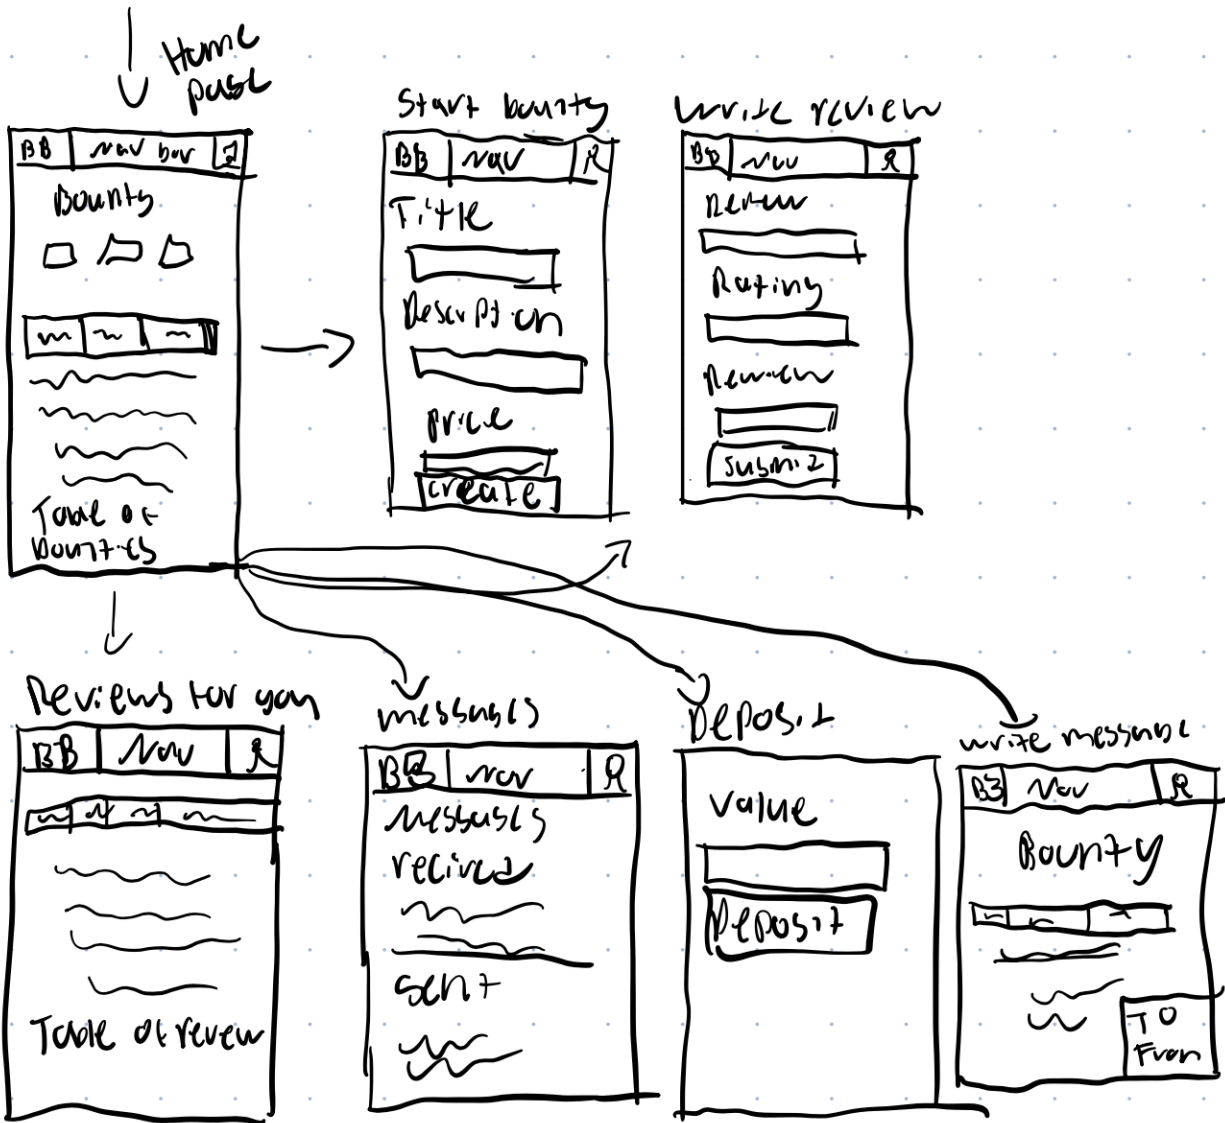 Home
page
BB
Nav bar
Bounty
Table of
bounties
Start bounty
BB
Nav
Title
Description
price
create
write review
BB
Nav
Review
Rating
Review
submit
Reviews for you
BB
Nav
Table of review
messages
BB
nav
messages
recived
sent
Deposit
value
Deposit
write message
BB
Nav
Bounty
TO
From